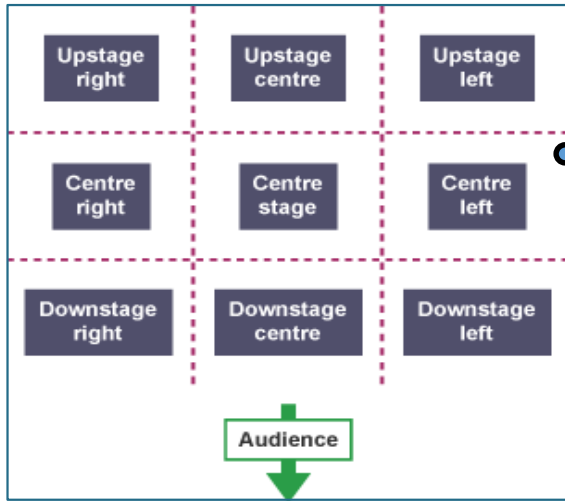 Upstage
right
Upstage
centre
Upstage
left
Centre
right
Centre
stage
Centre
left
Downstage
right
Downstage
centre
Downstage
left
Audience